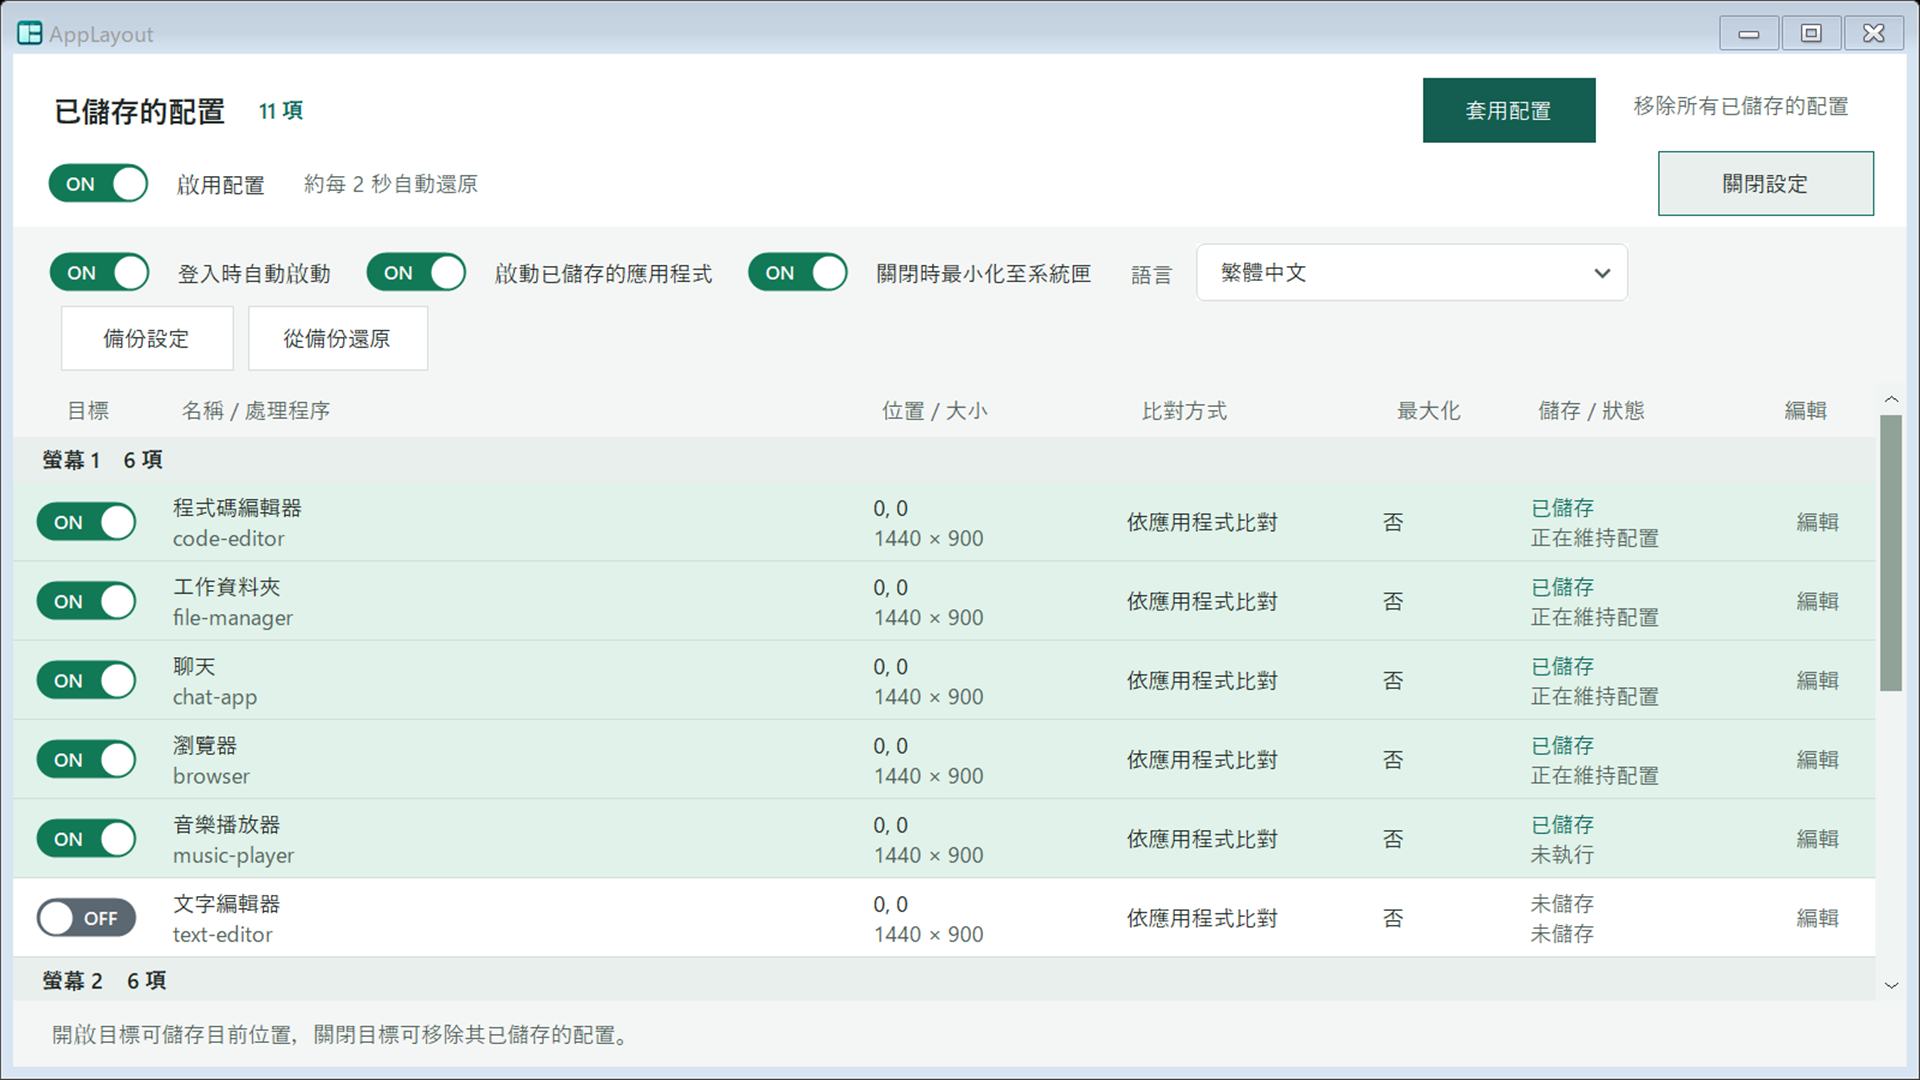 AppLayout
已儲存的配置 11 項
套用配置 移除所有已儲存的配置
ON 啟用配置 約每 2 秒自動還原
關閉設定
ON 登入時自動啟動 ON 啟動已儲存的應用程式 ON 關閉時最小化至系統匣 語言 繁體中文
備份設定 從備份還原
目標 名稱 / 處理程序 位置 / 大小 比對方式 最大化 儲存 / 狀態 編輯
螢幕 1 6 項
ON 程式碼編輯器 0, 0 依應用程式比對 否 已儲存 編輯
code-editor 1440 × 900 正在維持配置
ON 工作資料夾 0, 0 依應用程式比對 否 已儲存 編輯
file-manager 1440 × 900 正在維持配置
ON 聊天 0, 0 依應用程式比對 否 已儲存 編輯
chat-app 1440 × 900 正在維持配置
ON 瀏覽器 0, 0 依應用程式比對 否 已儲存 編輯
browser 1440 × 900 正在維持配置
ON 音樂播放器 0, 0 依應用程式比對 否 已儲存 編輯
music-player 1440 × 900 未執行
OFF 文字編輯器 0, 0 依應用程式比對 否 未儲存 編輯
text-editor 1440 × 900 未儲存
螢幕 2 6 項
開啟目標可儲存目前位置，關閉目標可移除其已儲存的配置。